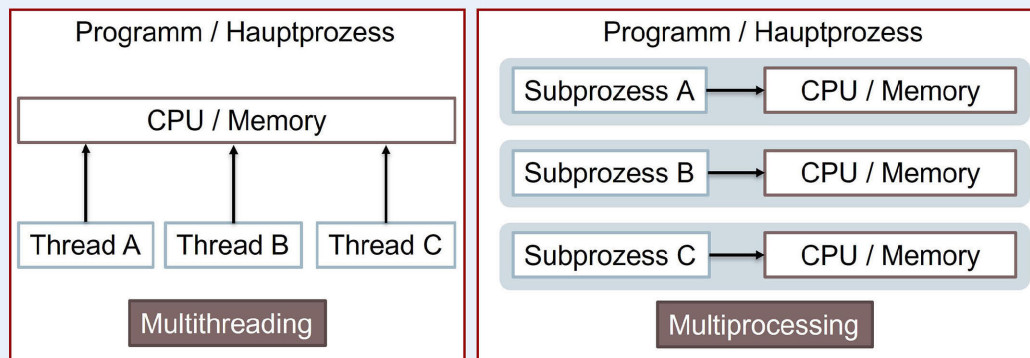 Programm / Hauptprozess
CPU / Memory
Thread A
Thread B
Thread C
Multithreading
Programm / Hauptprozess
Subprozess A
CPU / Memory
Subprozess B
CPU / Memory
Subprozess C
CPU / Memory
Multiprocessing